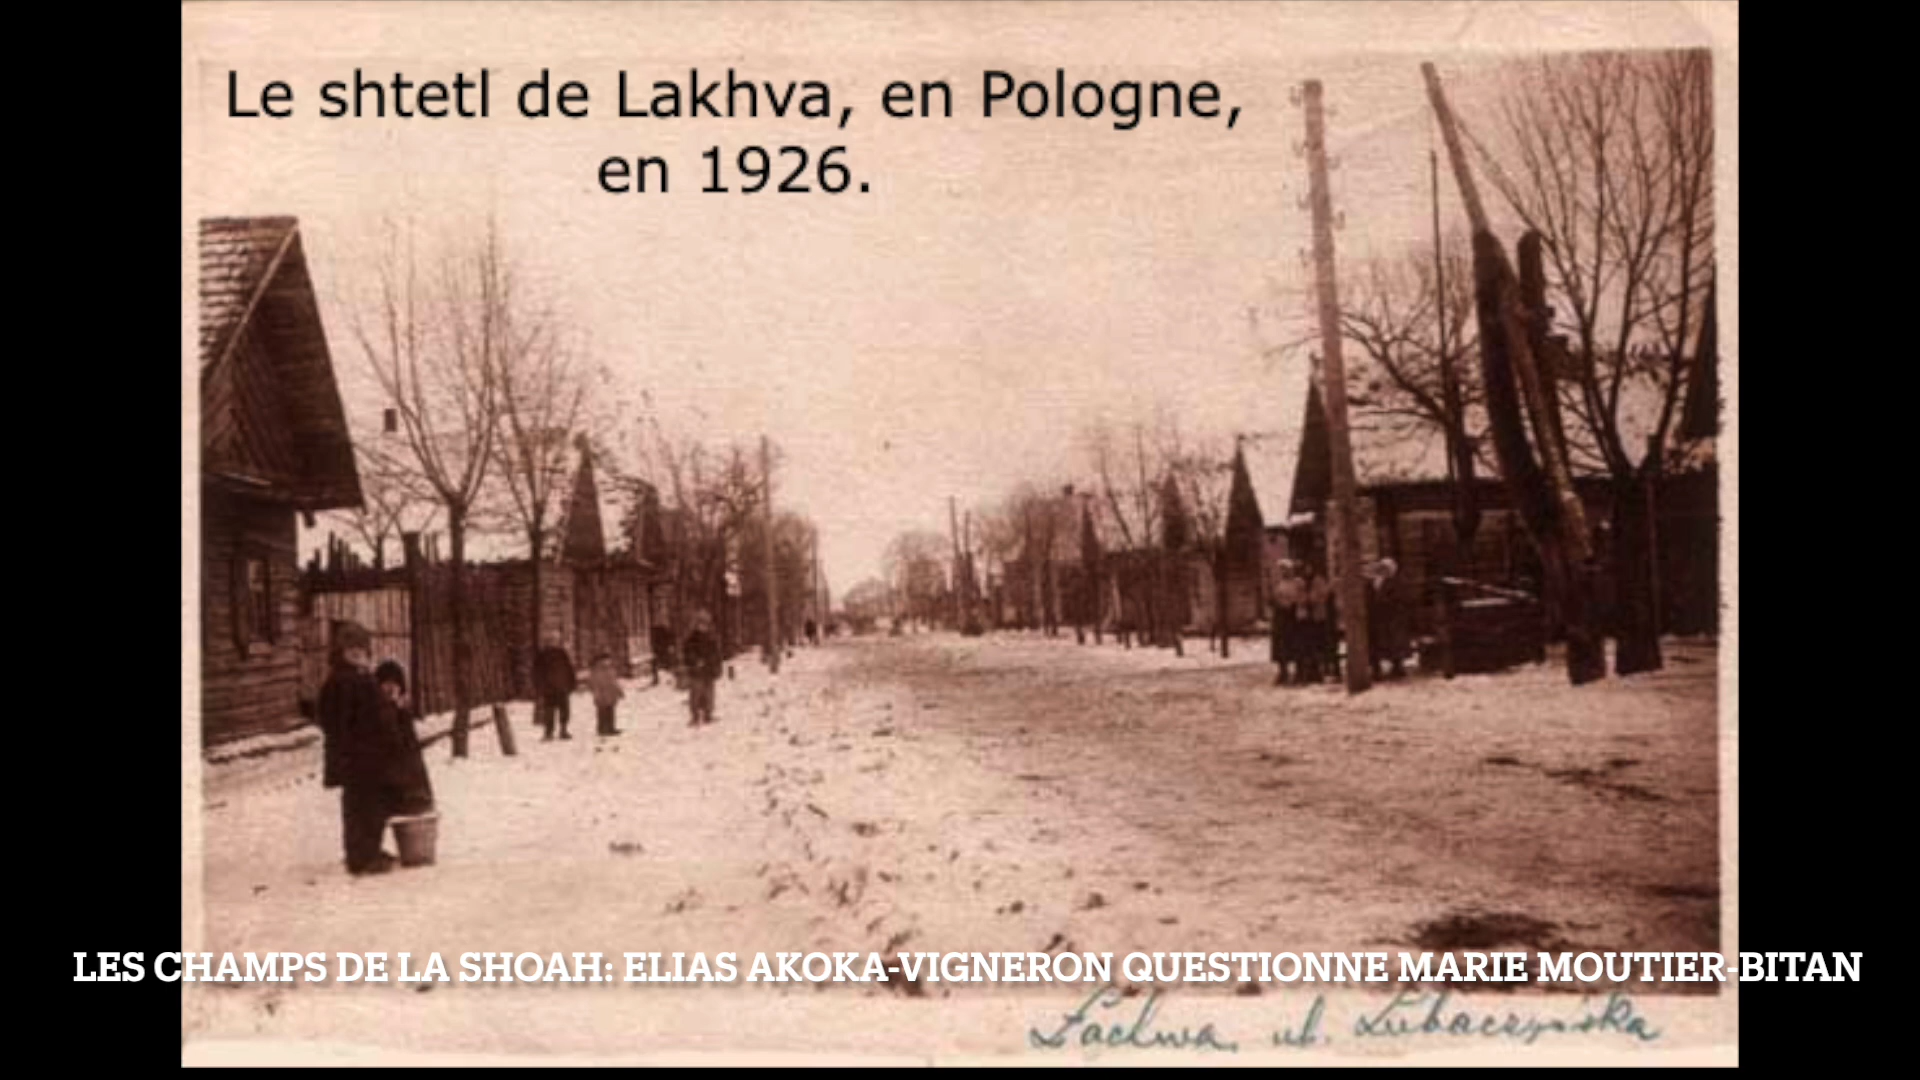 Le shtetl de Lakhva, en Pologne,
en 1926.
LES CHAMPS DE LA SHOAH: ELIAS AKOKA-VIGNERON QUESTIONNE MARIE MOUTIER-BITAN
Łachwa, ul. Lubaczyńska